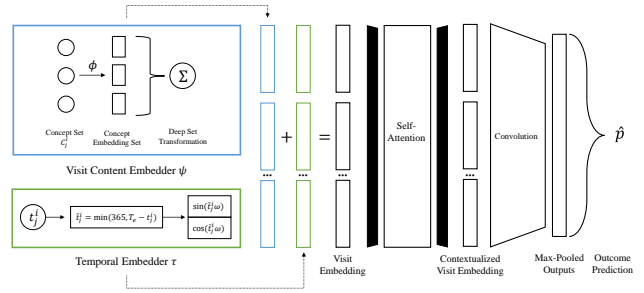 ϕ
Σ
Concept Set
C_j^i
Concept
Embedding Set
Deep Set
Transformation
Visit Content Embedder ψ
t_j^i
t̃_j^i = min(365, T_e − t_j^i)
sin(t̃_j^i ω)
cos(t̃_j^i ω)
Temporal Embedder τ
...
+
...
=
...
Visit
Embedding
Self-
Attention
...
Contextualized
Visit Embedding
Convolution
Max-Pooled
Outputs
p̂
Outcome
Prediction